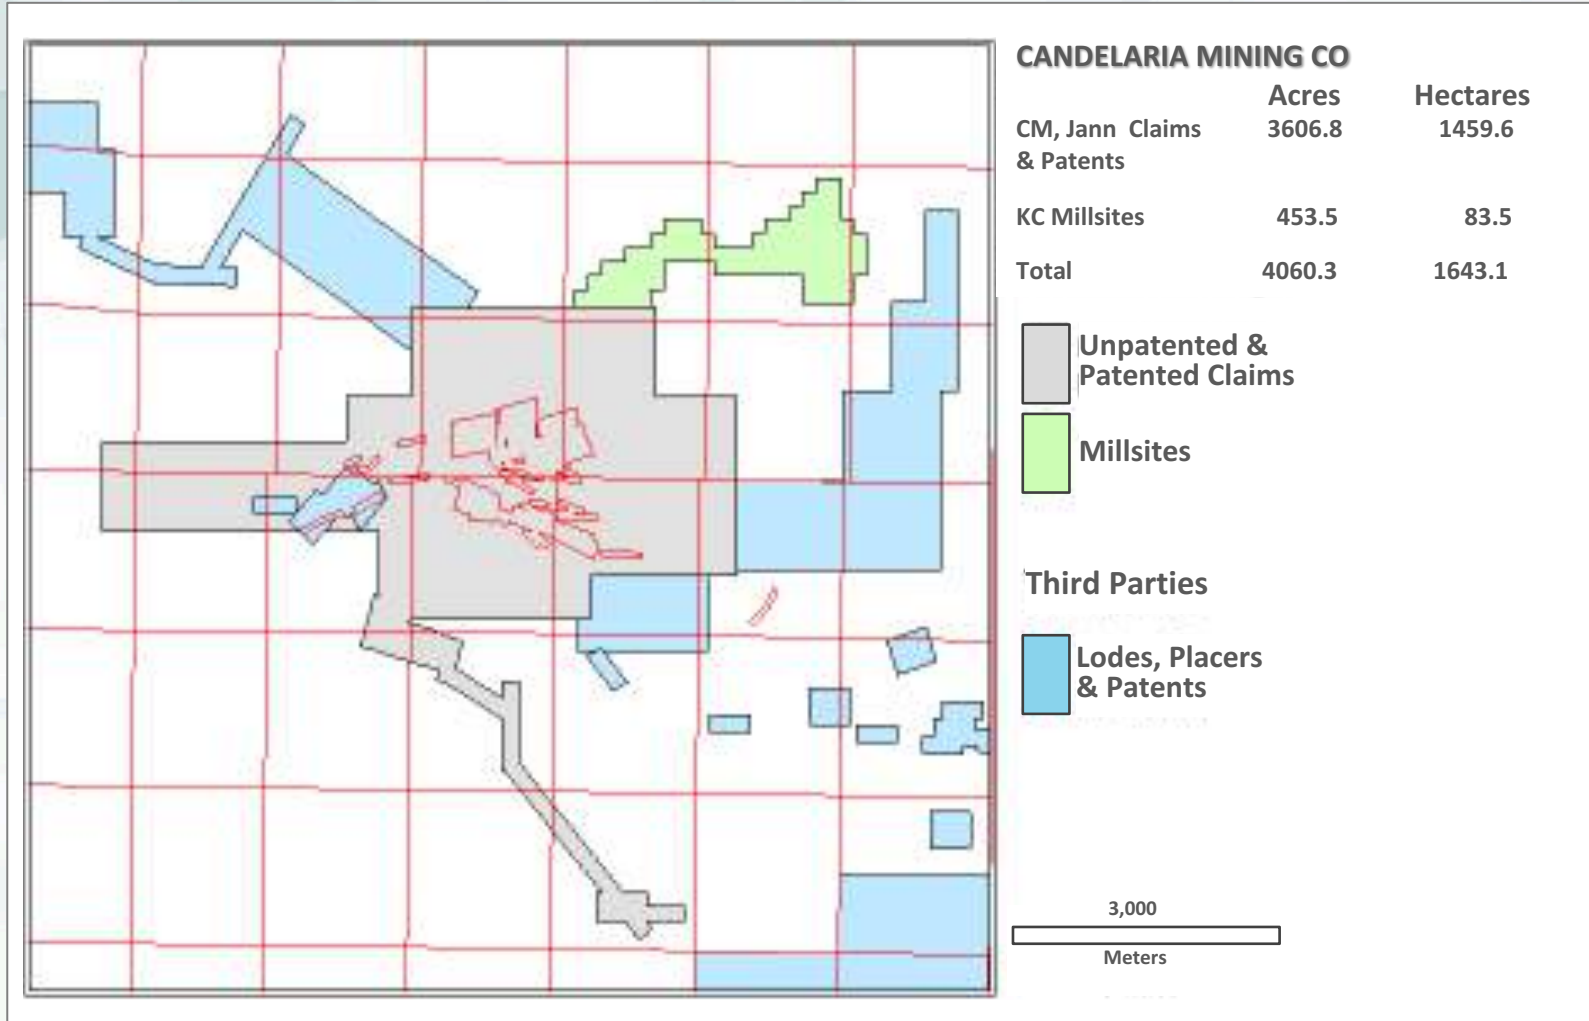 CANDELARIA MINING CO
Acres Hectares
CM, Jann Claims 3606.8 1459.6
& Patents
KC Millsites 453.5 83.5
Total 4060.3 1643.1
Unpatented &
Patented Claims
Millsites
Third Parties
Lodes, Placers
& Patents
3,000
Meters